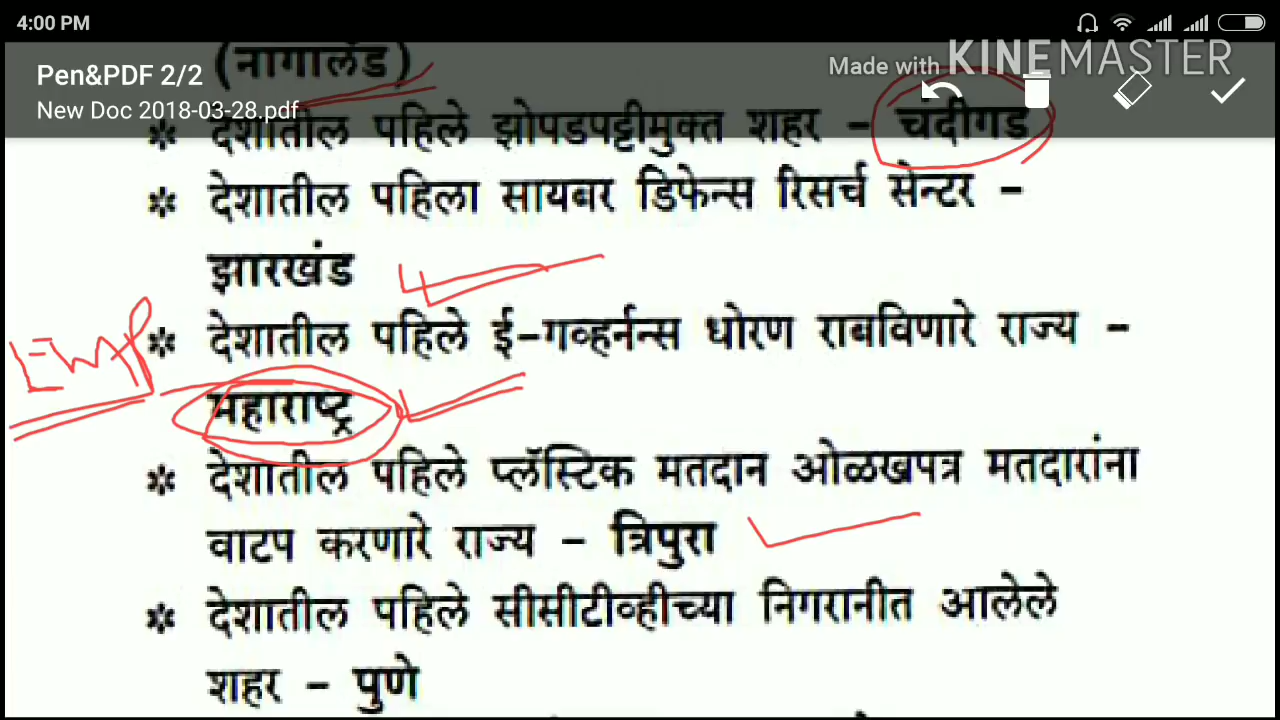 4:00 PM
(नागालँड)
Pen&PDF 2/2
Made with KINEMASTER
New Doc 2018-03-28.pdf
* देशातील पहिले झोपडपट्टीमुक्त शहर - चदीगड
* देशातील पहिला सायबर डिफेन्स रिसर्च सेन्टर -
झारखंड
* देशातील पहिले ई-गव्हर्नन्स धोरण राबविणारे राज्य -
Imp
महाराष्ट्र
* देशातील पहिले प्लॅस्टिक मतदान ओळखपत्र मतदारांना
वाटप करणारे राज्य - त्रिपुरा
* देशातील पहिले सीसीटीव्हीच्या निगरानीत आलेले
शहर - पुणे